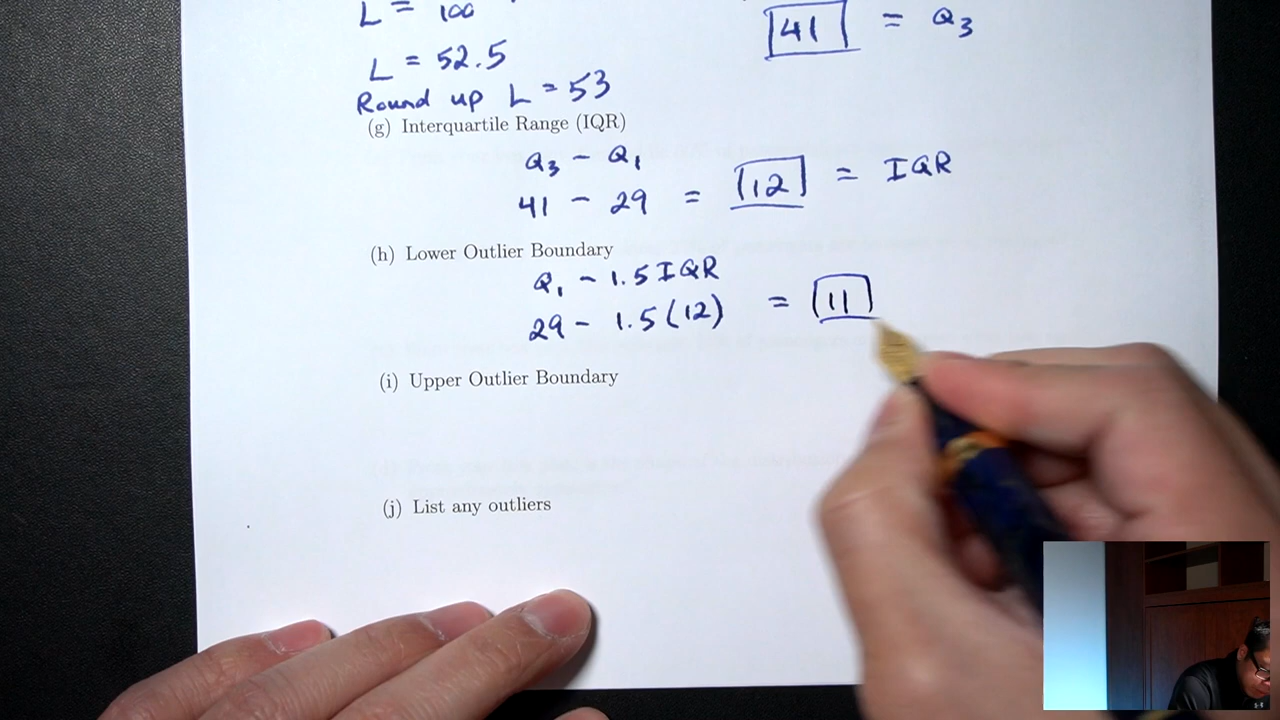 L = 100
41 = Q3
L = 52.5
Round up L = 53
(g) Interquartile Range (IQR)
Q3 - Q1
41 - 29 = 12 = IQR
(h) Lower Outlier Boundary
Q1 - 1.5 IQR
29 - 1.5 (12) = 11
(i) Upper Outlier Boundary
(j) List any outliers